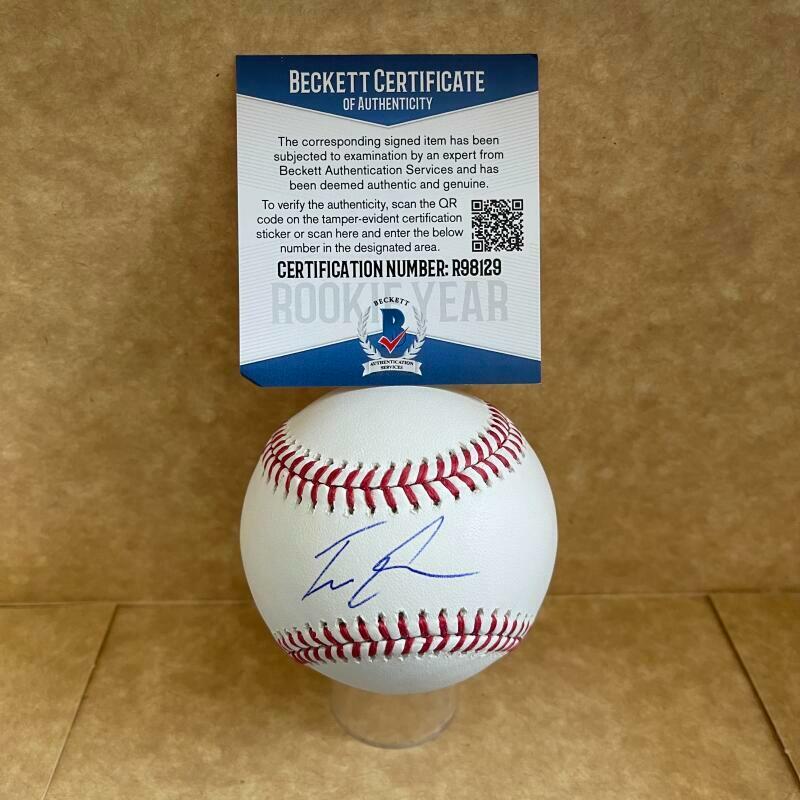 BECKETT CERTIFICATE
OF AUTHENTICITY
The corresponding signed item has been
subjected to examination by an expert from
Beckett Authentication Services and has
been deemed authentic and genuine.
To verify the authenticity, scan the QR
code on the tamper-evident certification
sticker or scan here and enter the below
number in the designated area.
CERTIFICATION NUMBER: R98129
ROOKIE YEAR
BECKETT
B
AUTHENTICATION
SERVICES